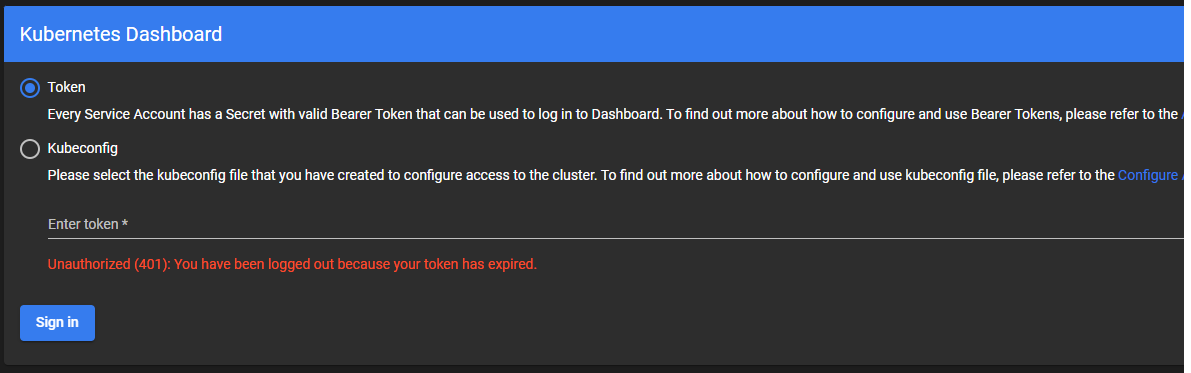 Kubernetes Dashboard
Token
Every Service Account has a Secret with valid Bearer Token that can be used to log in to Dashboard. To find out more about how to configure and use Bearer Tokens, please refer to the
Kubeconfig
Please select the kubeconfig file that you have created to configure access to the cluster. To find out more about how to configure and use kubeconfig file, please refer to the Configure
Enter token *
Unauthorized (401): You have been logged out because your token has expired.
Sign in